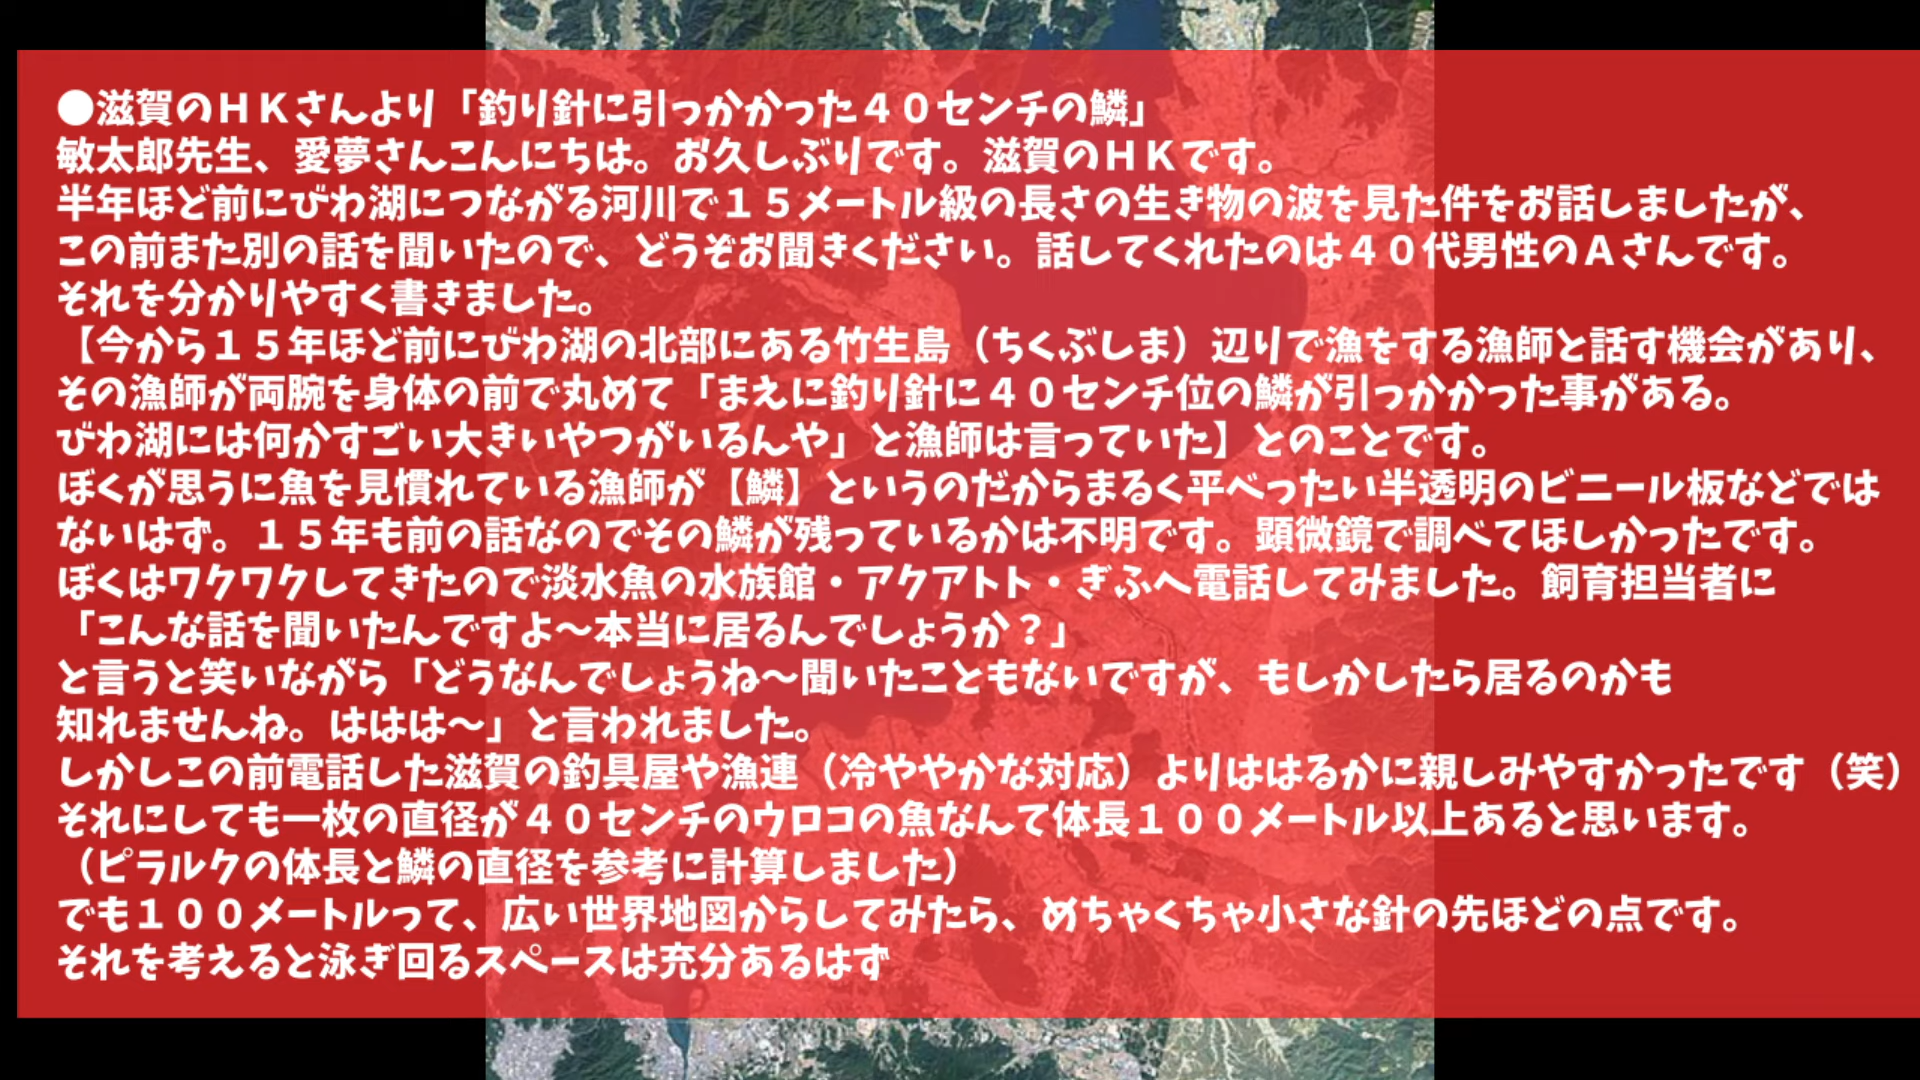 ●滋賀のＨＫさんより「釣り針に引っかかった４０センチの鱗」
敏太郎先生、愛夢さんこんにちは。お久しぶりです。滋賀のＨＫです。
半年ほど前にびわ湖につながる河川で１５メートル級の長さの生き物の波を見た件をお話しましたが、
この前また別の話を聞いたので、どうぞお聞きください。話してくれたのは４０代男性のＡさんです。
それを分かりやすく書きました。
【今から１５年ほど前にびわ湖の北部にある竹生島（ちくぶしま）辺りで漁をする漁師と話す機会があり、
その漁師が両腕を身体の前で丸めて「まえに釣り針に４０センチ位の鱗が引っかかった事がある。
びわ湖には何かすごい大きいやつがいるんや」と漁師は言っていた】とのことです。
ぼくが思うに魚を見慣れている漁師が【鱗】というのだからまるく平べったい半透明のビニール板などでは
ないはず。１５年も前の話なのでその鱗が残っているかは不明です。顕微鏡で調べてほしかったです。
ぼくはワクワクしてきたので淡水魚の水族館・アクアトト・ぎふへ電話してみました。飼育担当者に
「こんな話を聞いたんですよ～本当に居るんでしょうか？」
と言うと笑いながら「どうなんでしょうね～聞いたこともないですが、もしかしたら居るのかも
知れませんね。ははは～」と言われました。
しかしこの前電話した滋賀の釣具屋や漁連（冷ややかな対応）よりははるかに親しみやすかったです（笑）
それにしても一枚の直径が４０センチのウロコの魚なんて体長１００メートル以上あると思います。
（ピラルクの体長と鱗の直径を参考に計算しました）
でも１００メートルって、広い世界地図からしてみたら、めちゃくちゃ小さな針の先ほどの点です。
それを考えると泳ぎ回るスペースは充分あるはず